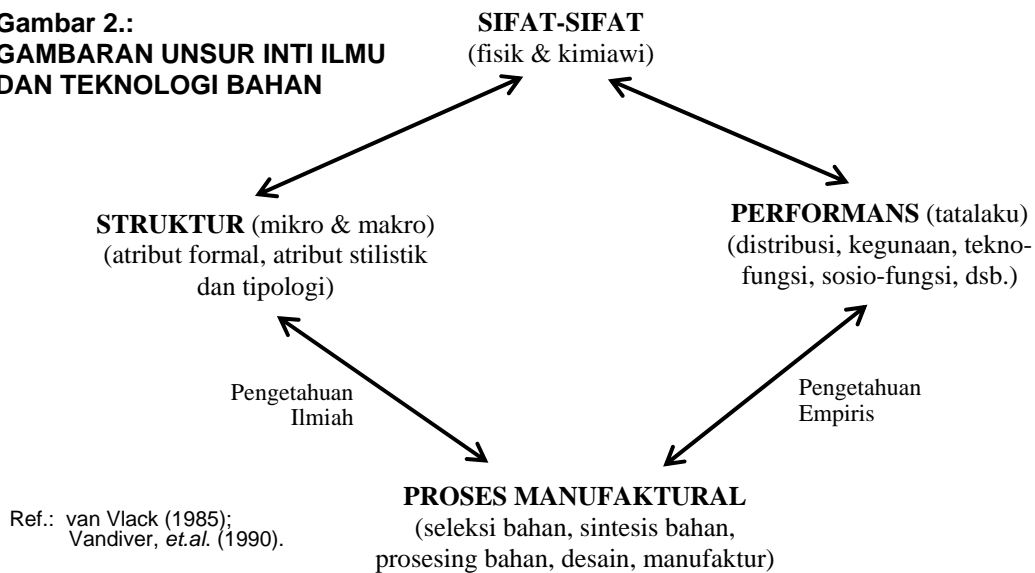 Gambar 2.:
GAMBARAN UNSUR INTI ILMU
DAN TEKNOLOGI BAHAN
SIFAT-SIFAT
(fisik & kimiawi)
STRUKTUR (mikro & makro)
(atribut formal, atribut stilistik
dan tipologi)
PERFORMANS (tatalaku)
(distribusi, kegunaan, tekno-
fungsi, sosio-fungsi, dsb.)
Pengetahuan
Ilmiah
Pengetahuan
Empiris
PROSES MANUFAKTURAL
(seleksi bahan, sintesis bahan,
prosesing bahan, desain, manufaktur)
Ref.: van Vlack (1985);
Vandiver, et.al. (1990).